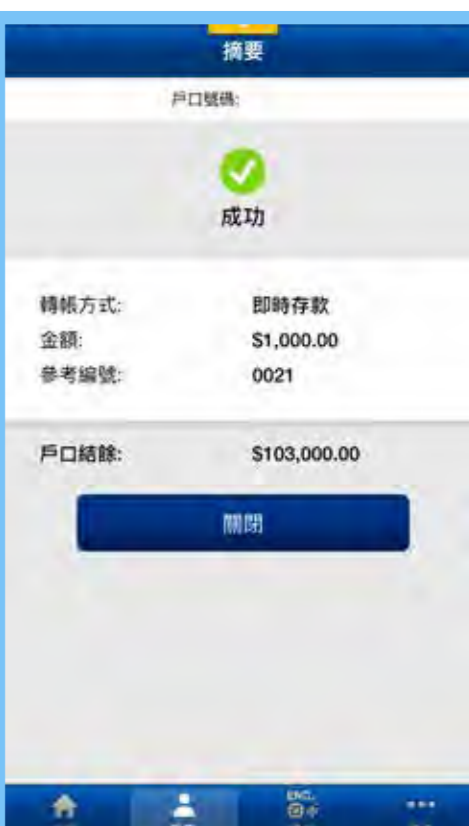 摘要
戶口號碼:
成功
轉帳方式: 即時存款
金額: $1,000.00
參考編號: 0021
戶口結餘: $103,000.00
關閉
ENG.